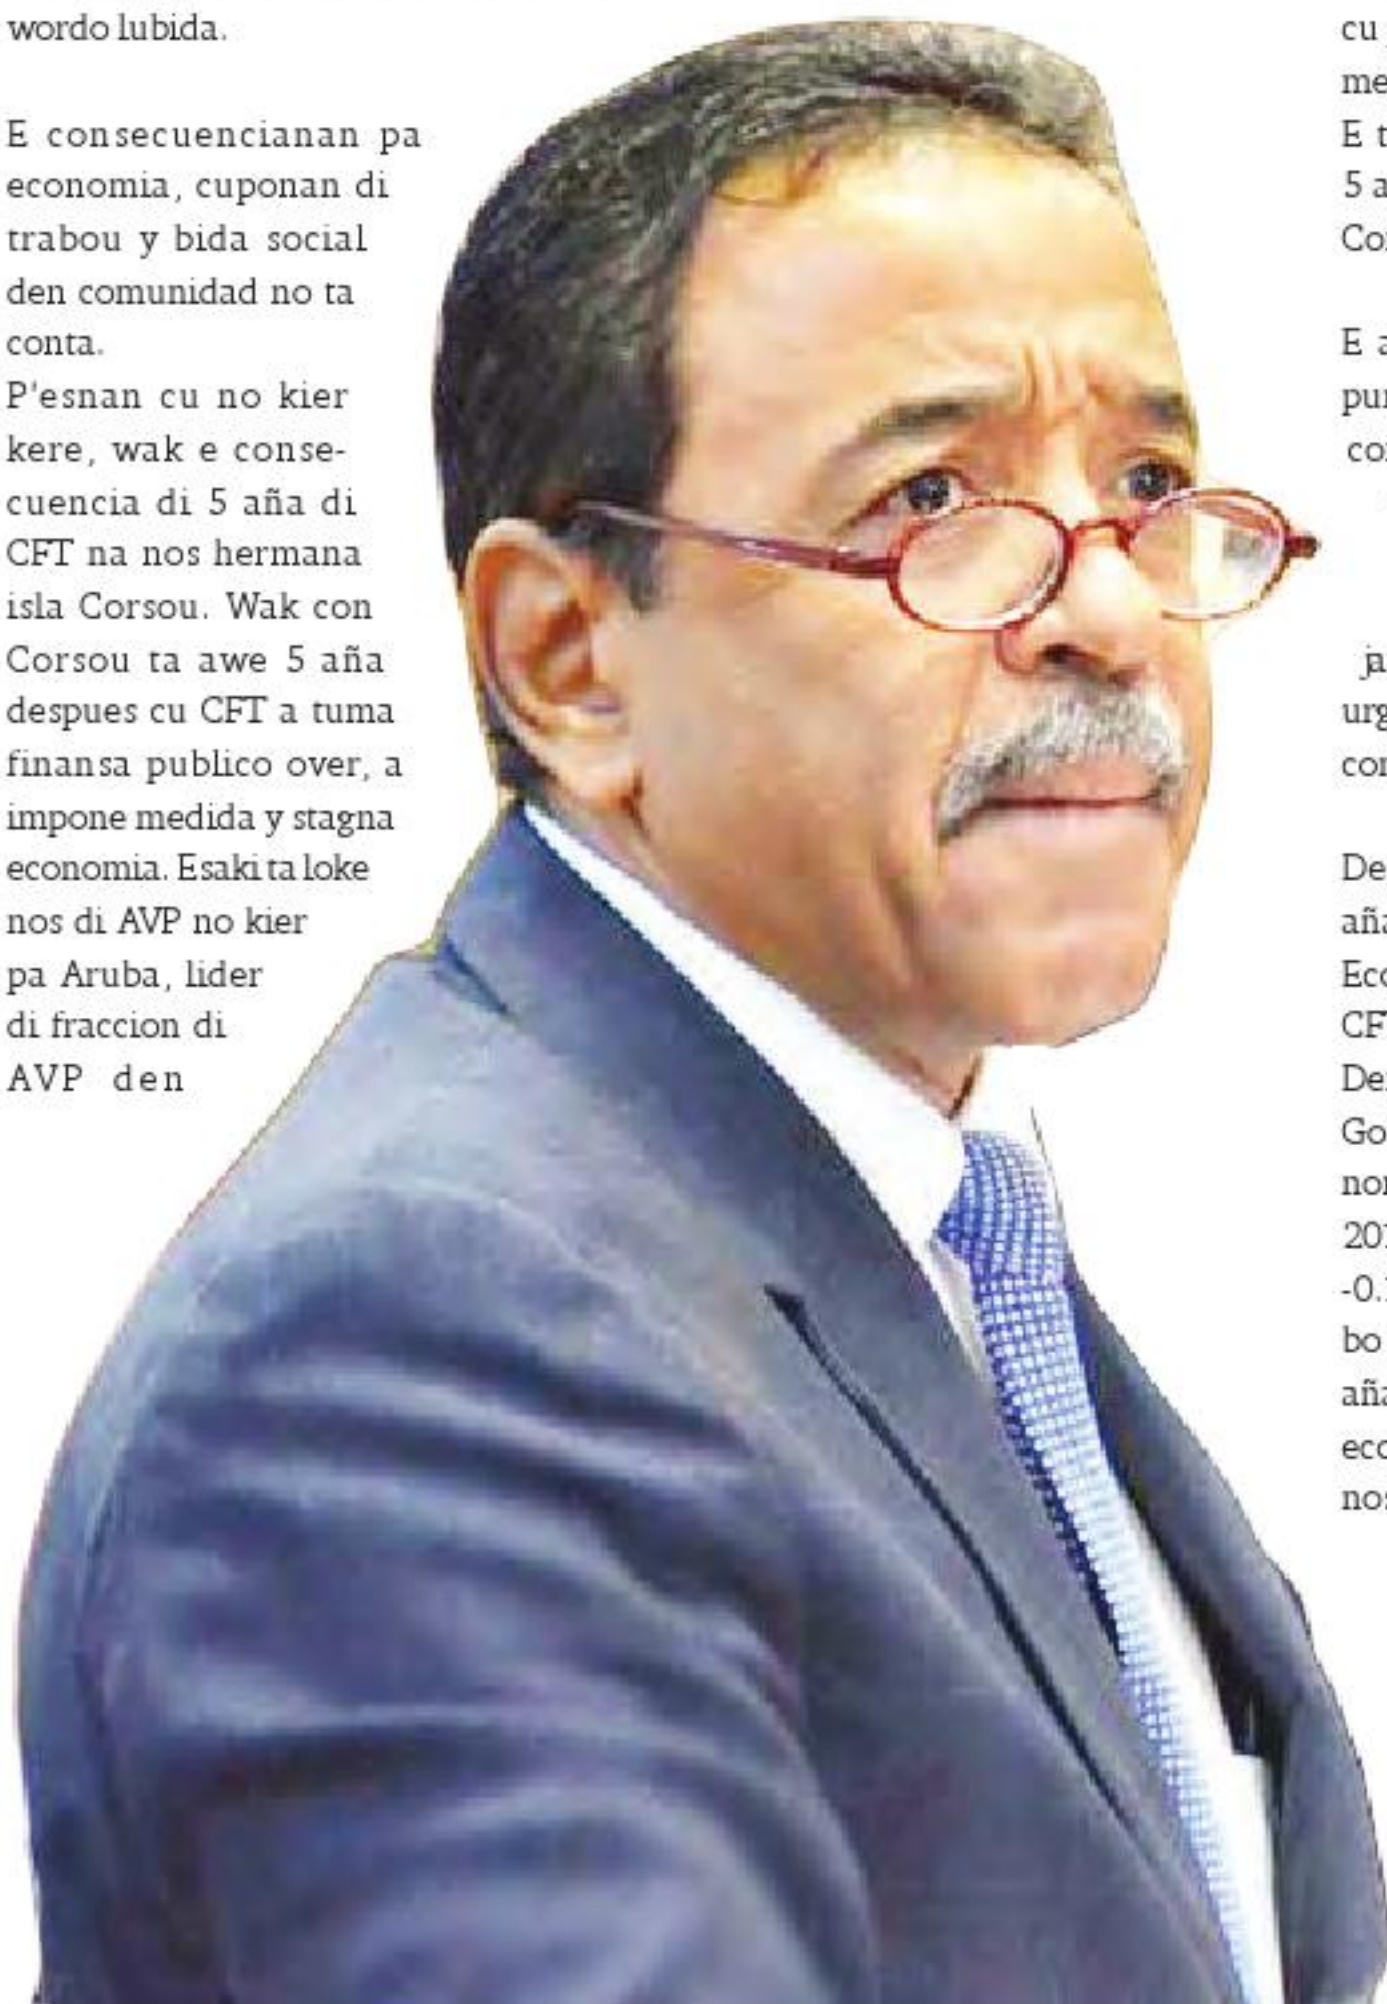 wordo lubida.
E consecuencianan pa
economia, cuponan di
trabou y bida social
den comunidad no ta
conta.
P'esnan cu no kier
kere, wak e conse-
cuencia di 5 aña di
CFT na nos hermana
isla Corsou. Wak con
Corsou ta awe 5 aña
despues cu CFT a tuma
finansa publico over, a
impone medida y stagna
economia. Esaki ta loke
nos di AVP no kier
pa Aruba, lider
di fraccion di
AVP den
cu
E
5
E
bo